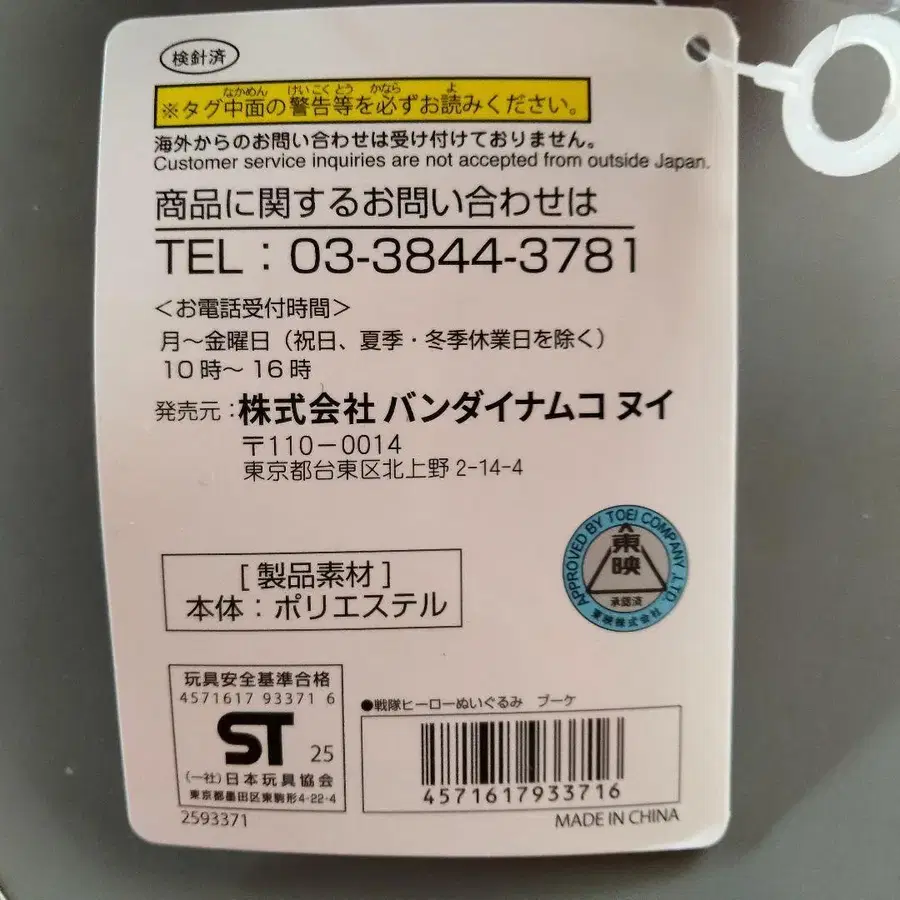 検針済
なかめん けいこくとう かなら よ
※タグ中面の警告等を必ずお読みください。
海外からのお問い合わせは受け付けておりません。
Customer service inquiries are not accepted from outside Japan.
商品に関するお問い合わせは
TEL：03-3844-3781
＜お電話受付時間＞
月～金曜日（祝日、夏季・冬季休業日を除く）
10時～16時
発売元：株式会社 バンダイナムコ ヌイ
〒110－0014
東京都台東区北上野2-14-4
APPROVED BY TOEI COMPANY, LTD.
東映
承認済
東映株式会社
[ 製品素材 ]
本体：ポリエステル
玩具安全基準合格
4571617 93371 6
ST 25
(一社)日本玩具協会
東京都墨田区東駒形4-22-4
2593371
●戦隊ヒーローぬいぐるみ ブーケ
4571617933716
MADE IN CHINA